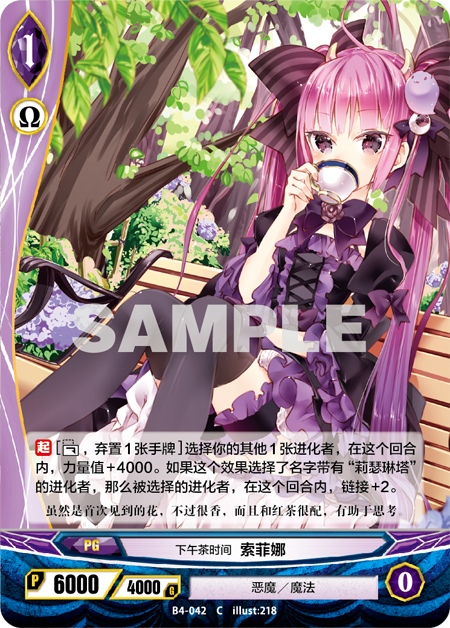 1
Ω
SAMPLE
起[ ，弃置1张手牌]选择你的其他1张进化者，在这个回合
内，力量值+4000。如果这个效果选择了名字带有“莉瑟琳塔”
的进化者，那么被选择的进化者，在这个回合内，链接+2。
虽然是首次见到的花，不过很香，而且和红茶很配，有助于思考
PG
下午茶时间 索菲娜
P 6000 / 4000 G
恶魔／魔法
0
B4-042 C illust:218